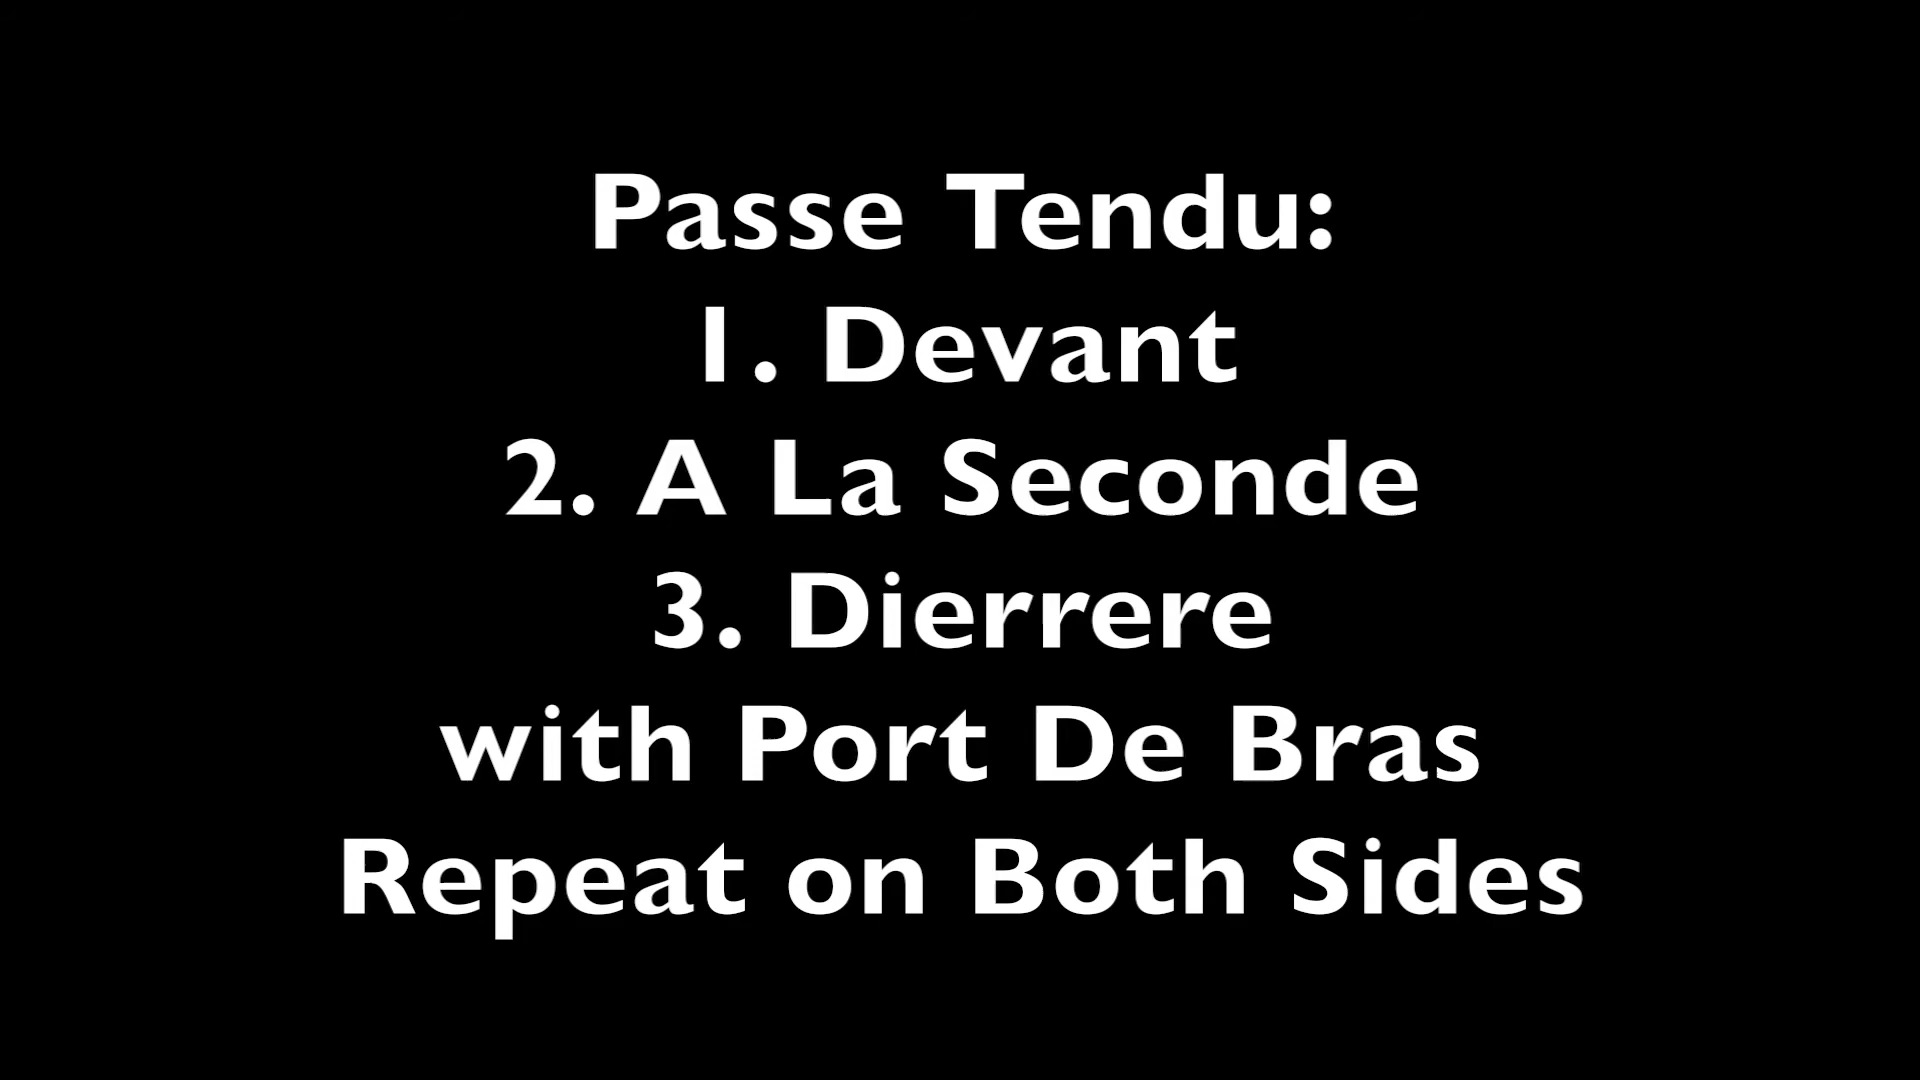 Passe Tendu:
1. Devant
2. A La Seconde
3. Dierrere
with Port De Bras
Repeat on Both Sides